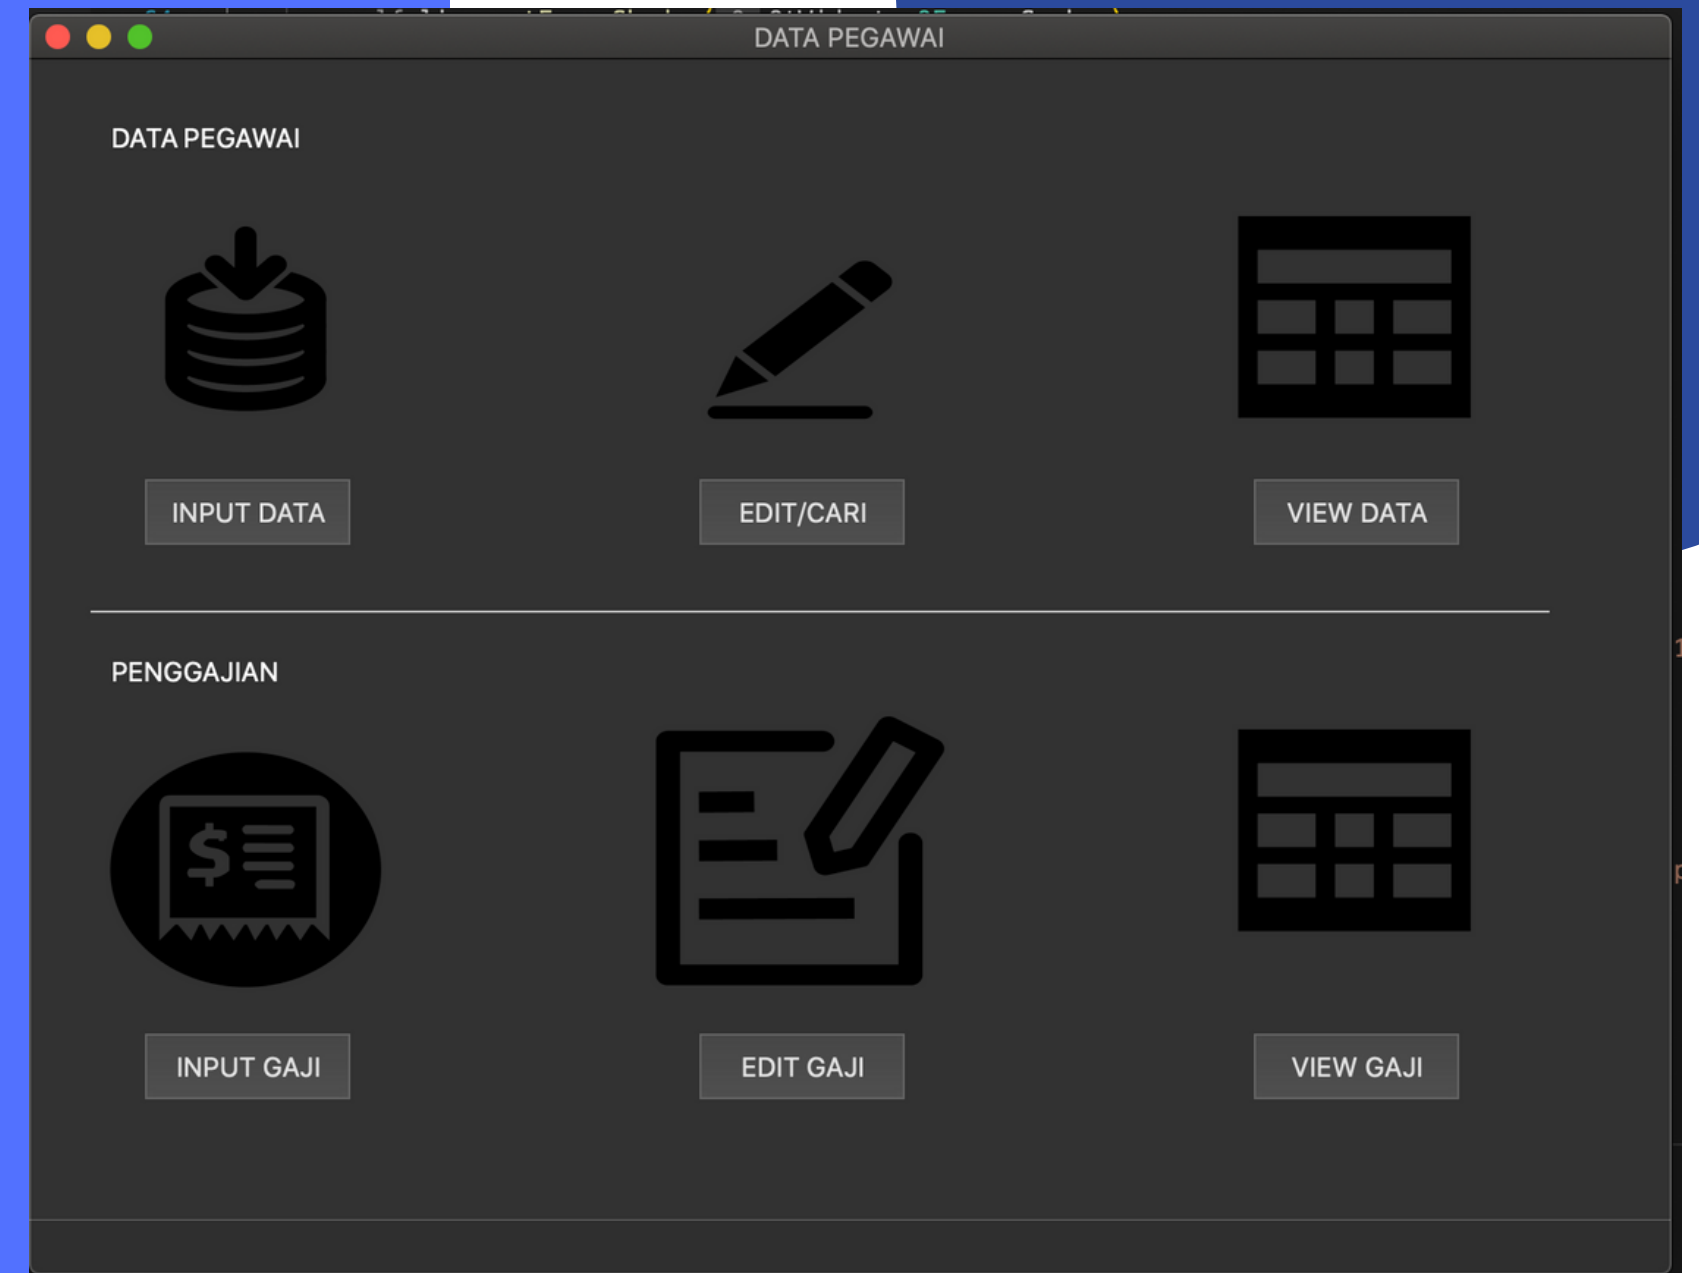 DATA PEGAWAI
DATA PEGAWAI
INPUT DATA
EDIT/CARI
VIEW DATA
PENGGAJIAN
$
INPUT GAJI
EDIT GAJI
VIEW GAJI